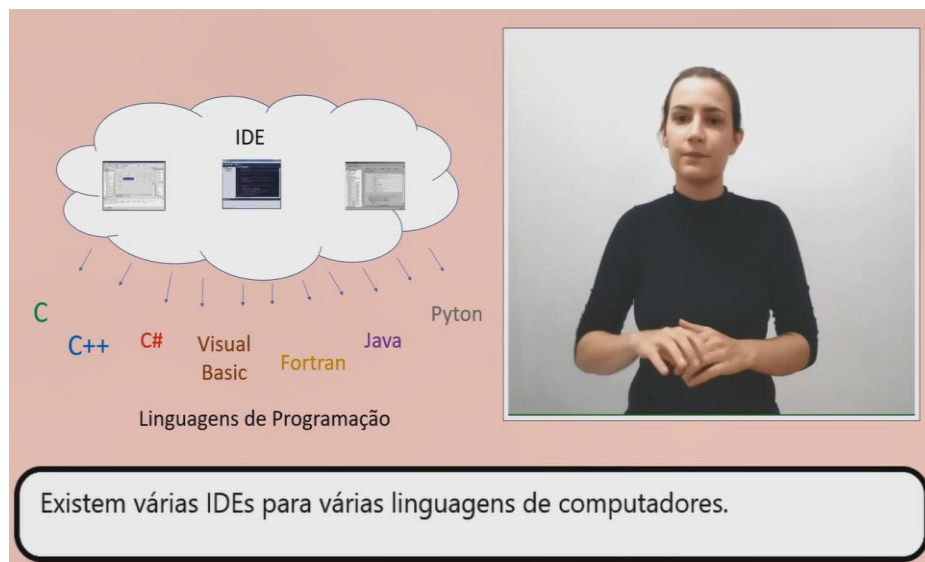 IDE
C
C++
C#
Visual
Basic
Fortran
Java
Pyton
Linguagens de Programação
Existem várias IDEs para várias linguagens de computadores.